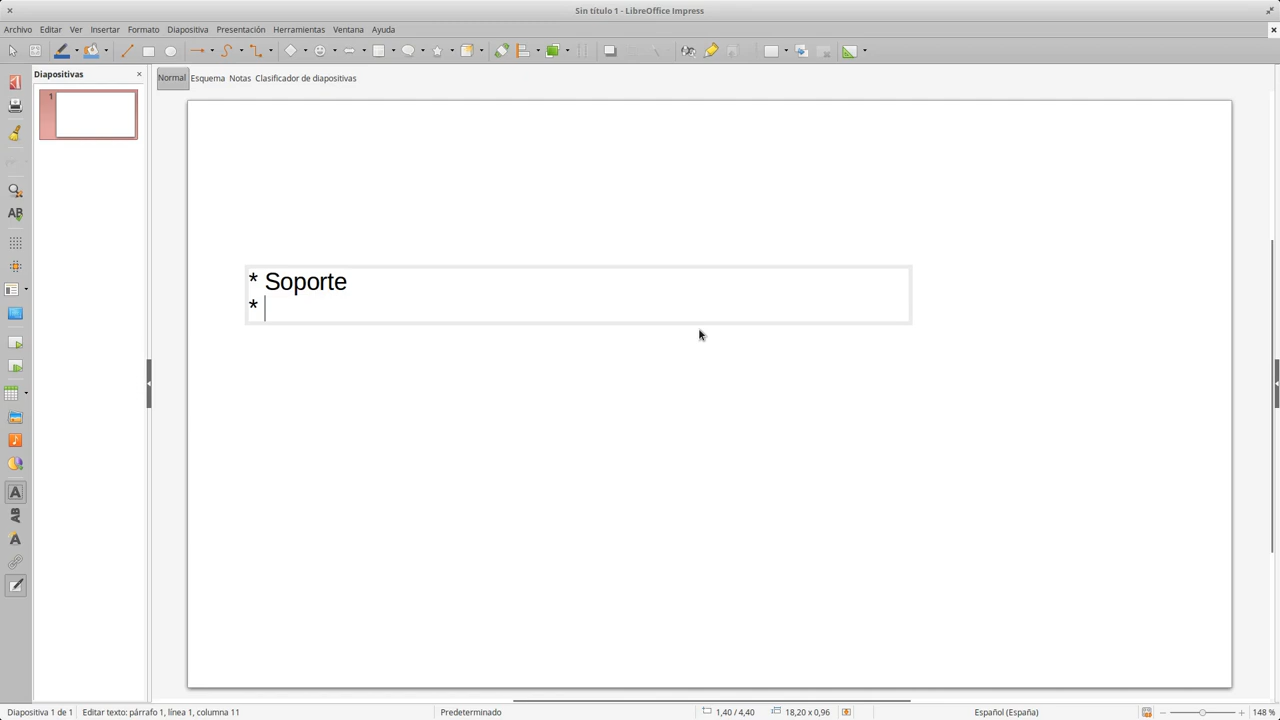 Sin título 1 - LibreOffice Impress
Archivo Editar Ver Insertar Formato Diapositiva Presentación Herramientas Ventana Ayuda
Diapositivas
Normal Esquema Notas Clasificador de diapositivas
1
* Soporte
*
Diapositiva 1 de 1 Editar texto: párrafo 1, línea 1, columna 11 Predeterminado 1,40 / 4,40 18,20 x 0,96 Español (España) 148 %